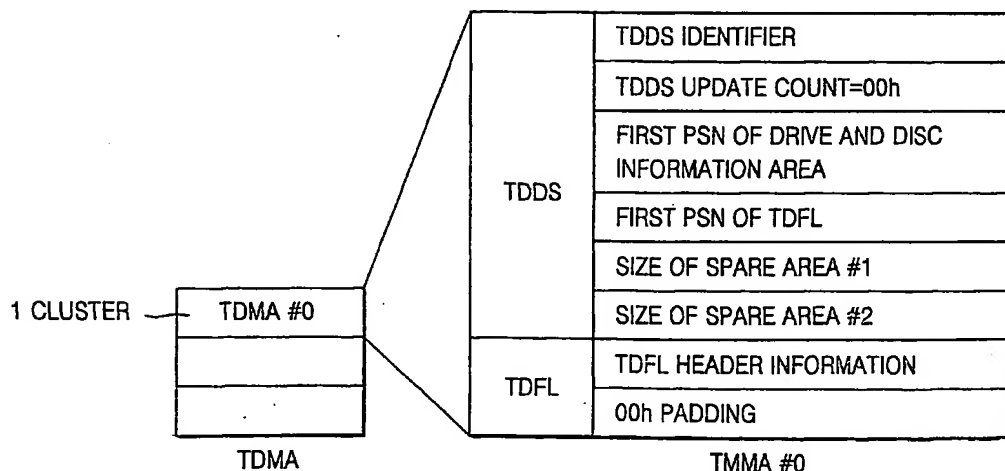 TDDS IDENTIFIER
TDDS UPDATE COUNT=00h
FIRST PSN OF DRIVE AND DISC
INFORMATION AREA
TDDS
FIRST PSN OF TDFL
SIZE OF SPARE AREA #1
1 CLUSTER
TDMA #0
SIZE OF SPARE AREA #2
TDFL
TDFL HEADER INFORMATION
00h PADDING
TDMA
TMMA #0